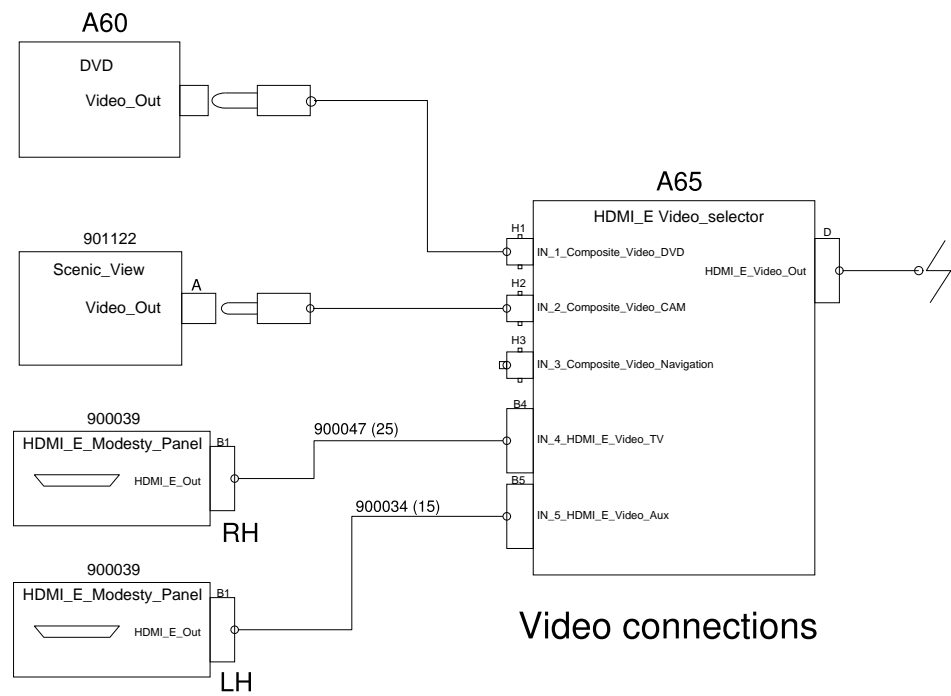 A60
DVD
Video_Out
901122
Scenic_View
Video_Out
A
900039
HDMI_E_Modesty_Panel
B1
HDMI_E_Out
RH
900047 (25)
900039
HDMI_E_Modesty_Panel
B1
HDMI_E_Out
LH
900034 (15)
A65
HDMI_E Video_selector
H1
IN_1_Composite_Video_DVD
H2
IN_2_Composite_Video_CAM
H3
IN_3_Composite_Video_Navigation
B4
IN_4_HDMI_E_Video_TV
B5
IN_5_HDMI_E_Video_Aux
D
HDMI_E_Video_Out
Video connections